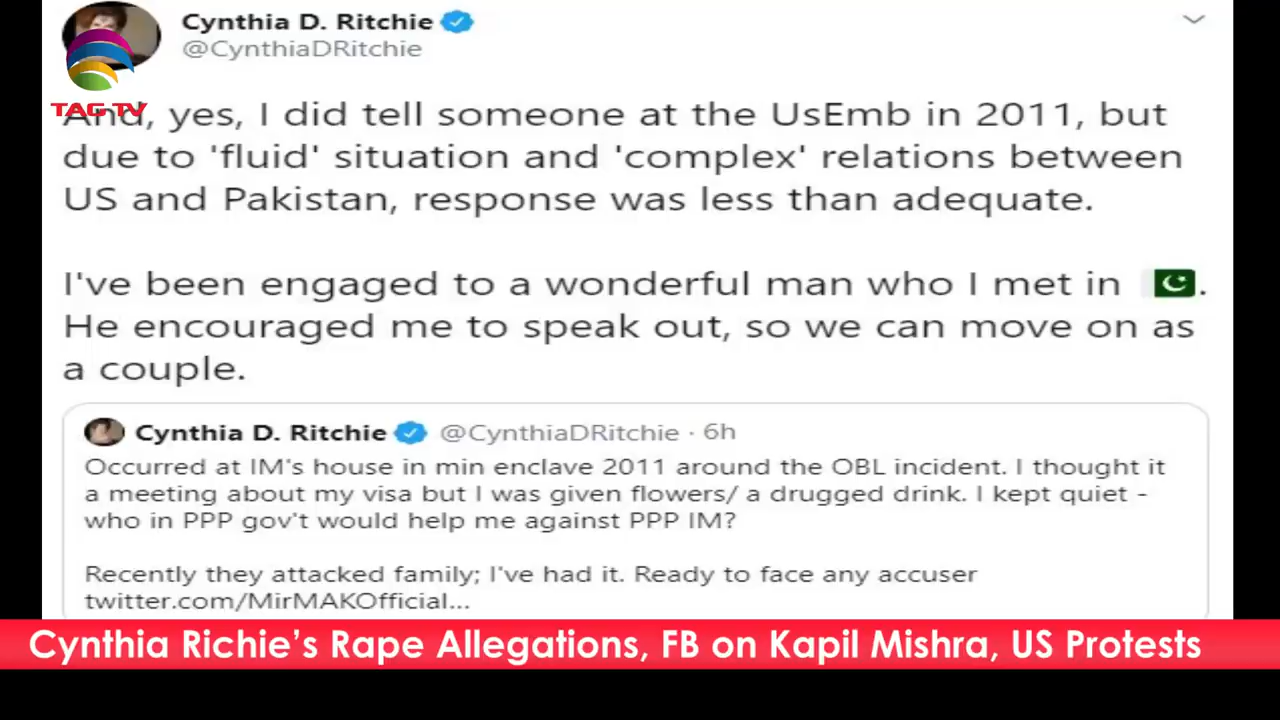 Cynthia D. Ritchie
@CynthiaDRitchie
TAG TV
And, yes, I did tell someone at the UsEmb in 2011, but
due to 'fluid' situation and 'complex' relations between
US and Pakistan, response was less than adequate.
I've been engaged to a wonderful man who I met in 🇵🇰.
He encouraged me to speak out, so we can move on as
a couple.
Cynthia D. Ritchie @CynthiaDRitchie · 6h
Occurred at IM's house in min enclave 2011 around the OBL incident. I thought it
a meeting about my visa but I was given flowers/ a drugged drink. I kept quiet -
who in PPP gov't would help me against PPP IM?
Recently they attacked family; I've had it. Ready to face any accuser
twitter.com/MirMAKOfficial...
Cynthia Richie’s Rape Allegations, FB on Kapil Mishra, US Protests